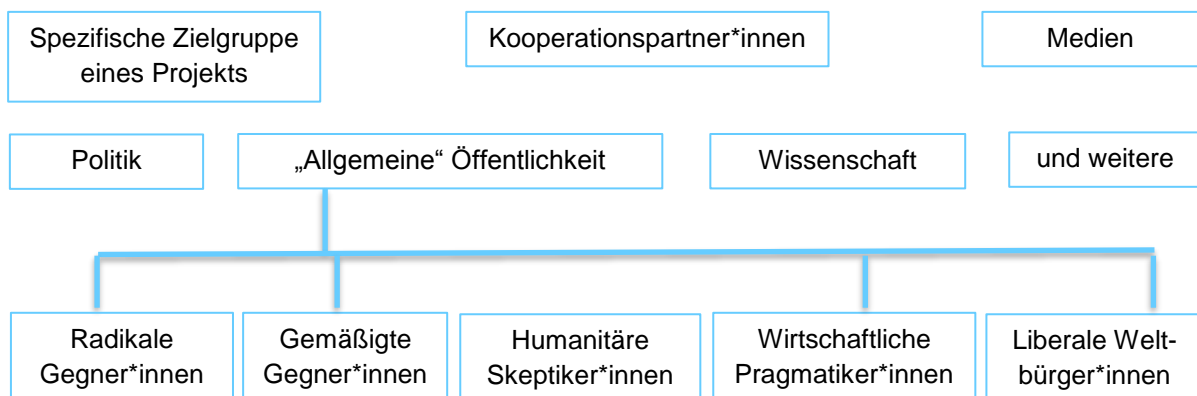 Spezifische Zielgruppe
eines Projekts
Kooperationspartner*innen
Medien
Politik
„Allgemeine“ Öffentlichkeit
Wissenschaft
und weitere
Radikale
Gegner*innen
Gemäßigte
Gegner*innen
Humanitäre
Skeptiker*innen
Wirtschaftliche
Pragmatiker*innen
Liberale Welt-
bürger*innen